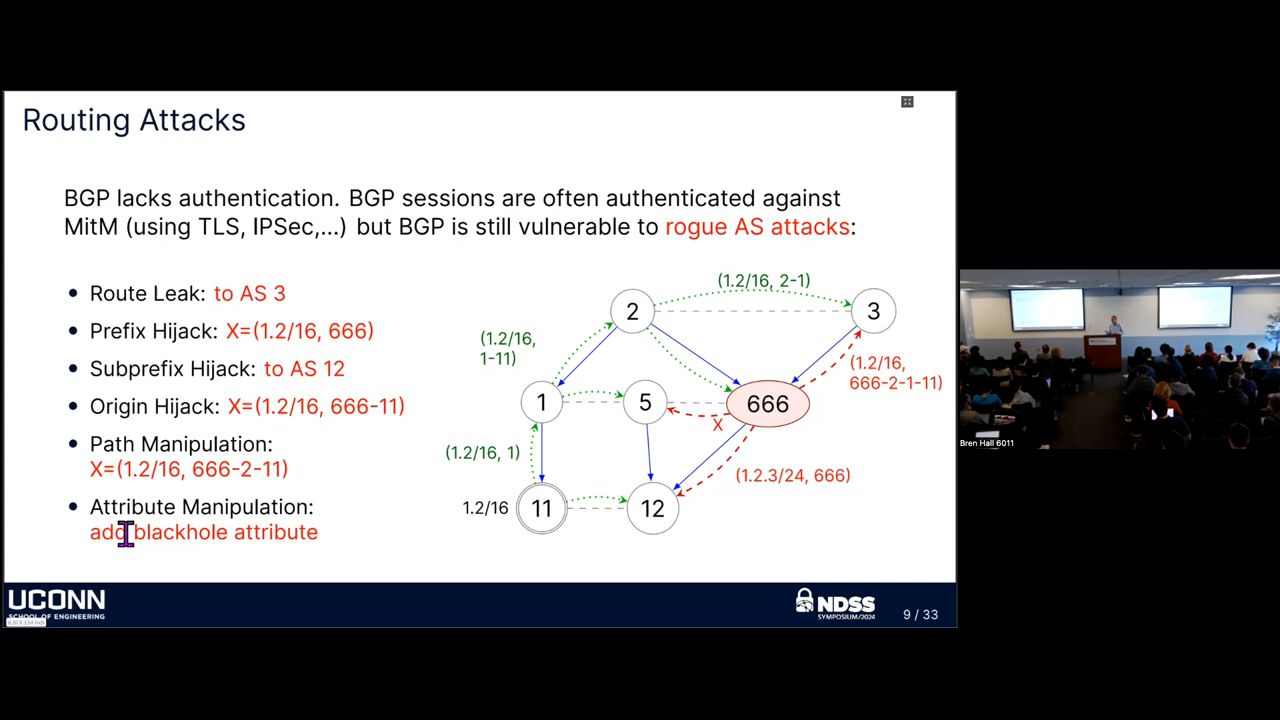 Routing Attacks
BGP lacks authentication. BGP sessions are often authenticated against
MitM (using TLS, IPSec,...) but BGP is still vulnerable to rogue AS attacks:
• Route Leak: to AS 3
• Prefix Hijack: X=(1.2/16, 666)
• Subprefix Hijack: to AS 12
• Origin Hijack: X=(1.2/16, 666-11)
• Path Manipulation:
X=(1.2/16, 666-2-11)
• Attribute Manipulation:
add blackhole attribute
(1.2/16, 2-1)
2
3
(1.2/16,
1-11)
(1.2/16,
666-2-1-11)
1
5
666
X
(1.2/16, 1)
(1.2.3/24, 666)
1.2/16
11
12
UCONN
SCHOOL OF ENGINEERING
NDSS
SYMPOSIUM/2024
9 / 33
Bren Hall 6011